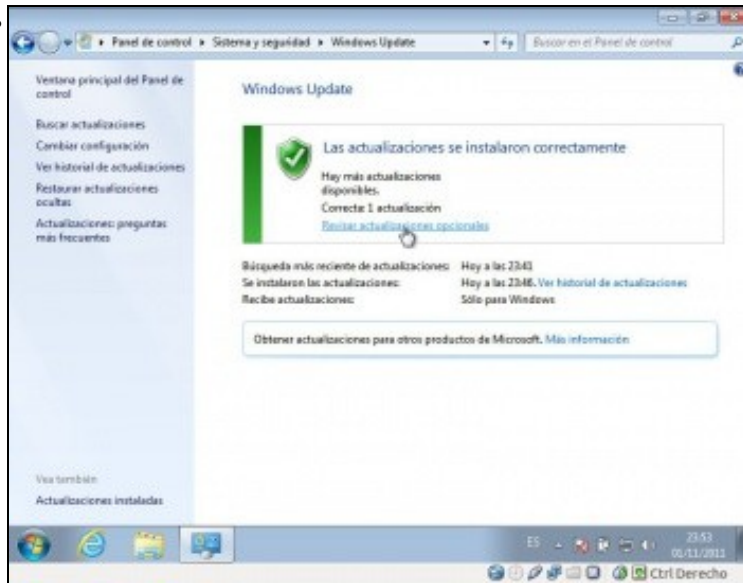 Panel de control ▸ Sistema y seguridad ▸ Windows Update
Buscar en el Panel de control
Ventana principal del Panel de
control
Buscar actualizaciones
Cambiar configuración
Ver historial de actualizaciones
Restaurar actualizaciones
ocultas
Actualizaciones: preguntas
más frecuentes
Windows Update
Las actualizaciones se instalaron correctamente
Hay más actualizaciones
disponibles.
Correcta: 1 actualización
Revisar actualizaciones opcionales
Búsqueda más reciente de actualizaciones: Hoy a las 23:41
Se instalaron las actualizaciones: Hoy a las 23:46. Ver historial de actualizaciones
Recibe actualizaciones: Sólo para Windows
Obtener actualizaciones para otros productos de Microsoft. Más información
Vea también
Actualizaciones instaladas
ES
23:53
01/11/2011
Ctrl Derecho